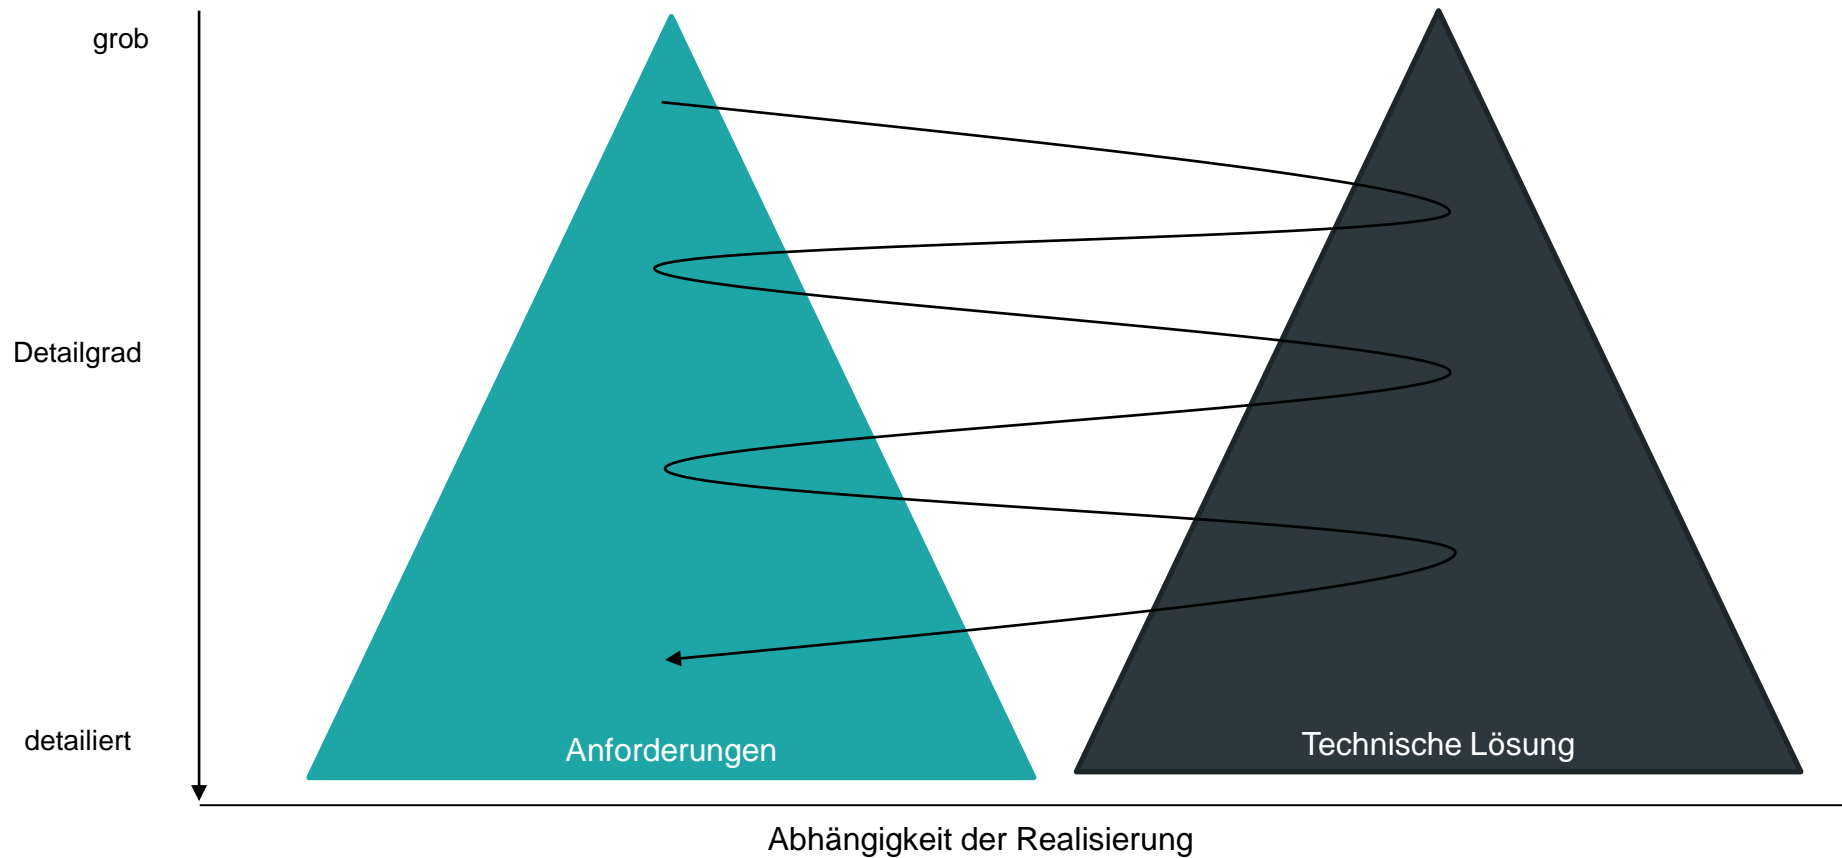 grob
Detailgrad
detailiert
Anforderungen
Technische Lösung
Abhängigkeit der Realisierung